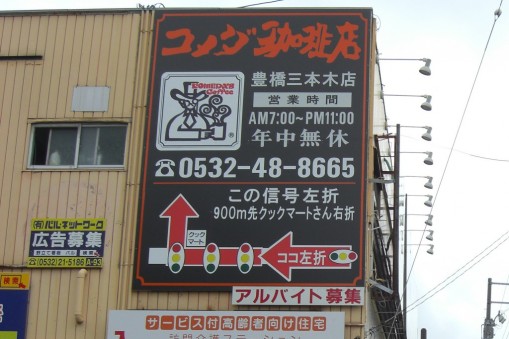 コメダ珈琲店
KOMEDA'S
Coffee
豊橋三本木店
営業時間
AM7:00~PM11:00
年中無休
☎0532-48-8665
この信号左折
900m先クックマートさん右折
クック
マート
ココ左折
アルバイト募集
(有)パル・ネットワーク
広告募集
☎(0532)21-5186 A-93
サービス付高齢者向け住宅